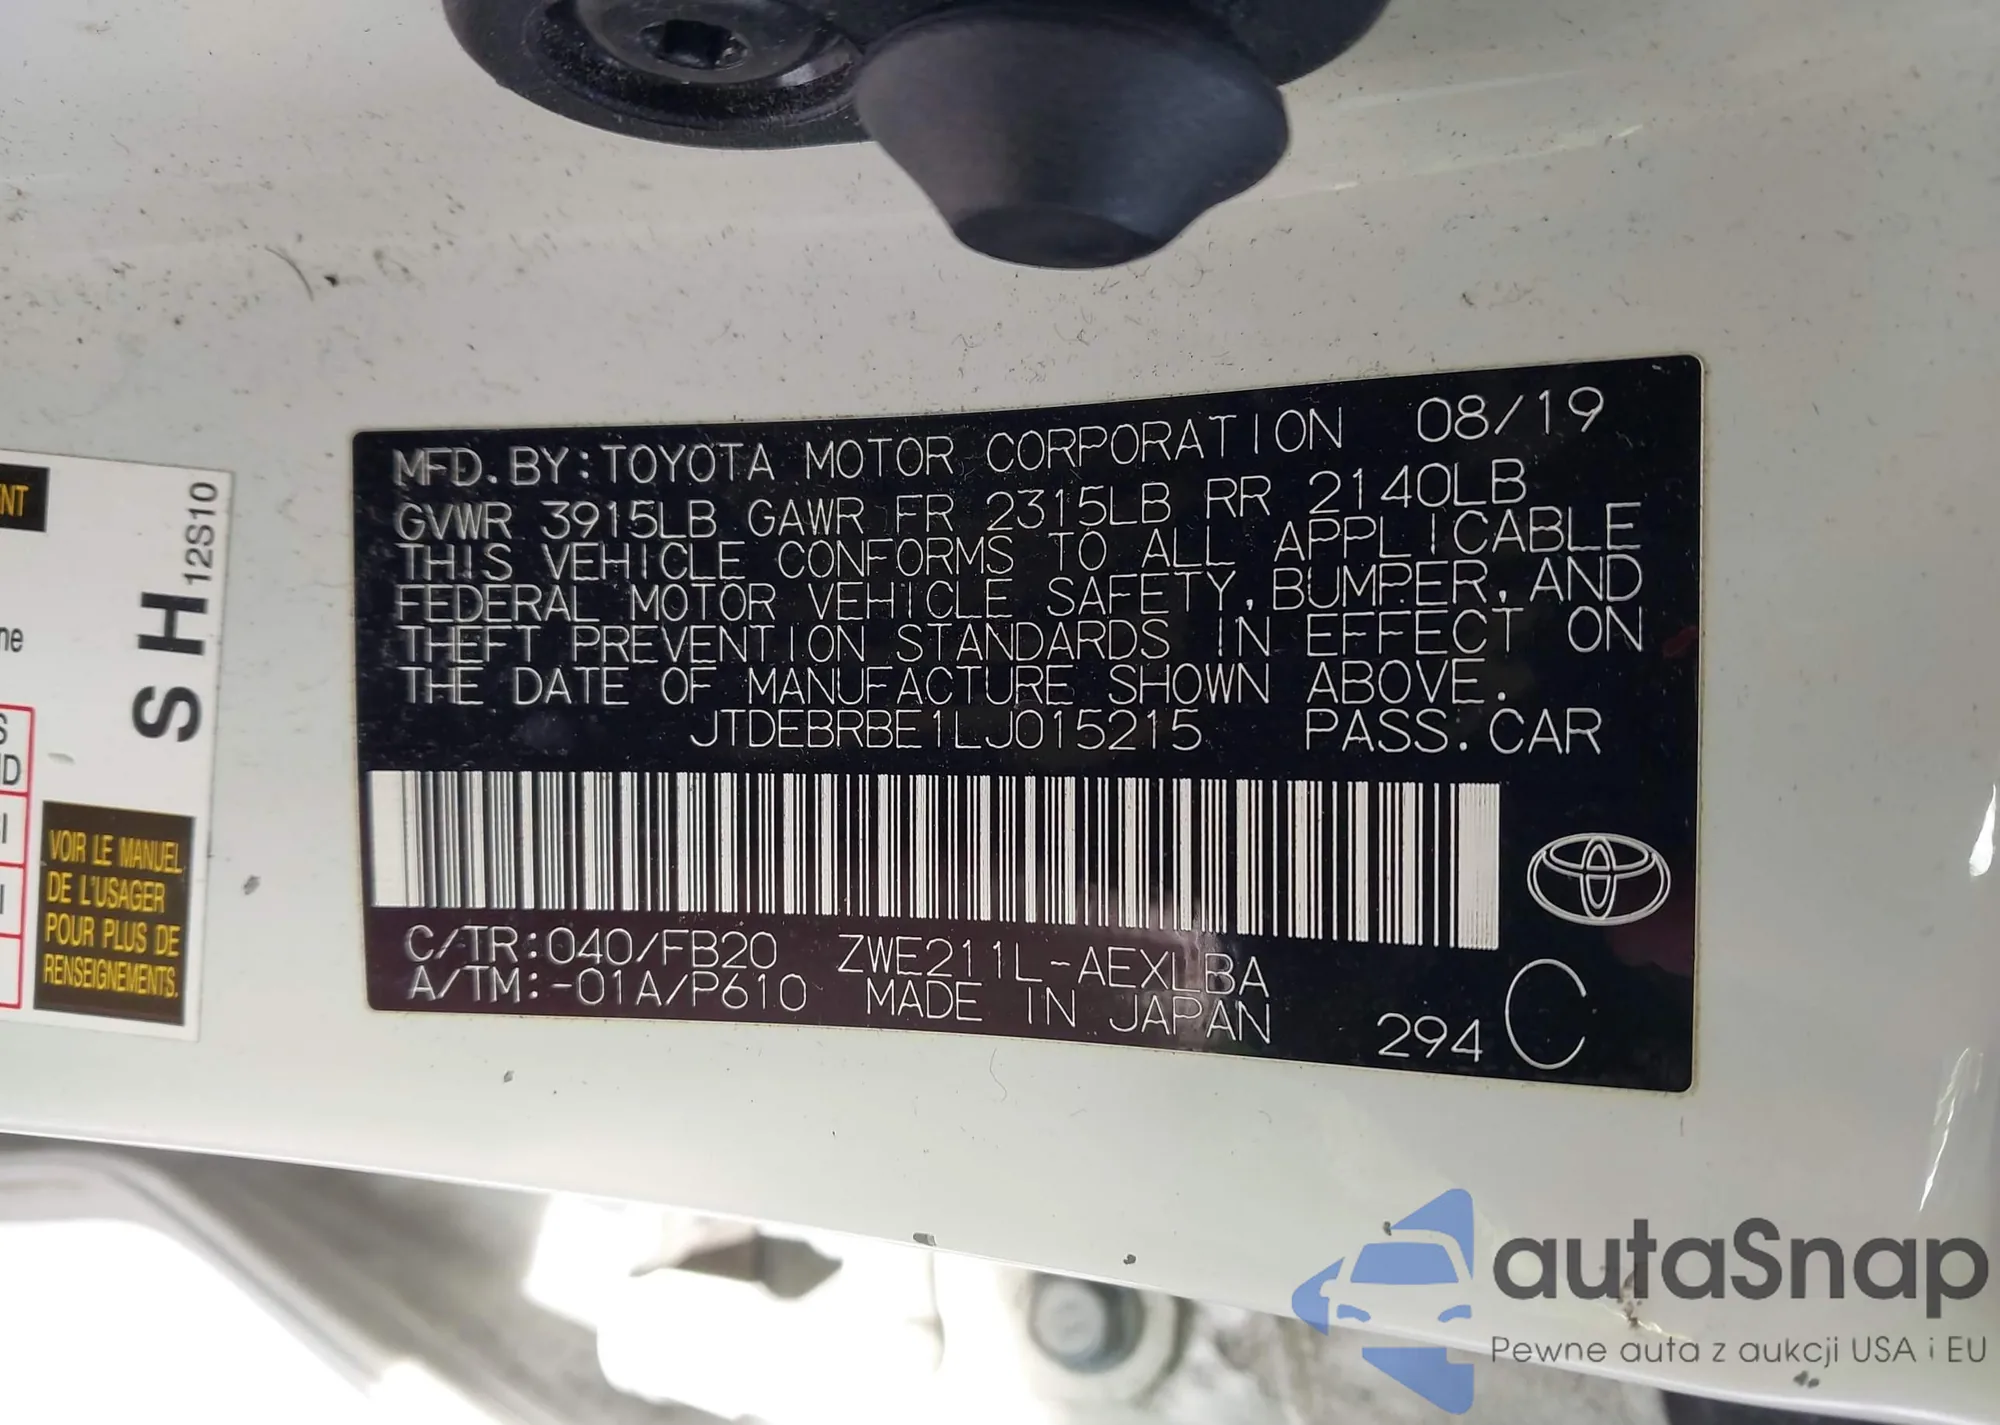 MFD. BY: TOYOTA MOTOR CORPORATION 08/19
GVWR 3915LB GAWR FR 2315LB RR 2140LB
THIS VEHICLE CONFORMS TO ALL APPLICABLE
FEDERAL MOTOR VEHICLE SAFETY, BUMPER, AND
THEFT PREVENTION STANDARDS IN EFFECT ON
THE DATE OF MANUFACTURE SHOWN ABOVE.
JTDEBRBE1LJ015215 PASS. CAR
C/TR: 040/FB20 ZWE211L-AEXLBA
A/TM: -01A/P610 MADE IN JAPAN
294 C
SH 12S10
VOIR LE MANUEL
DE L'USAGER
POUR PLUS DE
RENSEIGNEMENTS.
autaSnap
Pewne auta z aukcji USA i EU